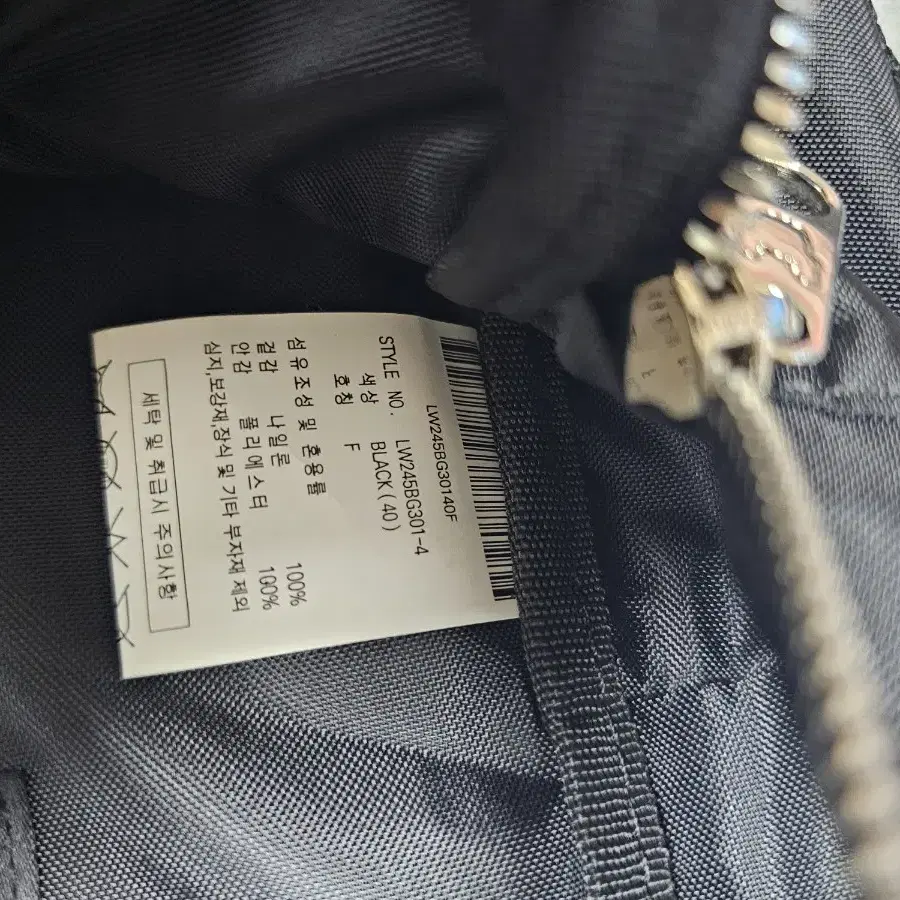 LW245BG30140F
STYLE NO. LW245BG301-4
색상 BLACK(40)
호칭 F
섬유조성 및 혼용률
겉감 나일론 100%
안감 폴리에스터 100%
심지,보강재,장식 및 기타 부자재 제외
세탁 및 취급시 주의사항